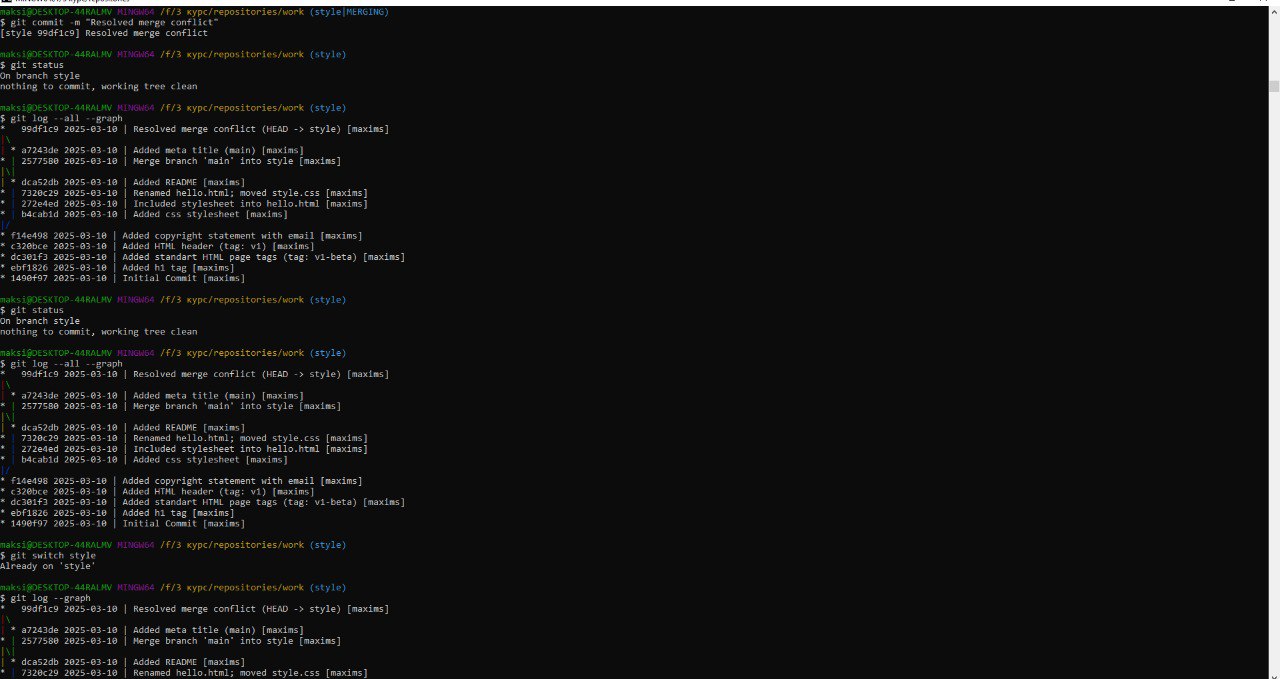 maksi@DESKTOP-44RALMV MINGW64 /f/3 курс/repositories/work (style|MERGING)
$ git commit -m "Resolved merge conflict"
[style 99df1c9] Resolved merge conflict
maksi@DESKTOP-44RALMV MINGW64 /f/3 курс/repositories/work (style)
$ git status
On branch style
nothing to commit, working tree clean
maksi@DESKTOP-44RALMV MINGW64 /f/3 курс/repositories/work (style)
$ git log --all --graph
*   99df1c9 2025-03-10 | Resolved merge conflict (HEAD -> style) [maxims]
|\
| * a7243de 2025-03-10 | Added meta title (main) [maxims]
* | 2577580 2025-03-10 | Merge branch 'main' into style [maxims]
|\|
| * dca52db 2025-03-10 | Added README [maxims]
* | 7320c29 2025-03-10 | Renamed hello.html; moved style.css [maxims]
* | 272e4ed 2025-03-10 | Included stylesheet into hello.html [maxims]
* | b4cab1d 2025-03-10 | Added css stylesheet [maxims]
|/
* f14e498 2025-03-10 | Added copyright statement with email [maxims]
* c320bce 2025-03-10 | Added HTML header (tag: v1) [maxims]
* dc301f3 2025-03-10 | Added standart HTML page tags (tag: v1-beta) [maxims]
* ebf1826 2025-03-10 | Added h1 tag [maxims]
* 1490f97 2025-03-10 | Initial Commit [maxims]
maksi@DESKTOP-44RALMV MINGW64 /f/3 курс/repositories/work (style)
$ git status
On branch style
nothing to commit, working tree clean
maksi@DESKTOP-44RALMV MINGW64 /f/3 курс/repositories/work (style)
$ git log --all --graph
*   99df1c9 2025-03-10 | Resolved merge conflict (HEAD -> style) [maxims]
|\
| * a7243de 2025-03-10 | Added meta title (main) [maxims]
* | 2577580 2025-03-10 | Merge branch 'main' into style [maxims]
|\|
| * dca52db 2025-03-10 | Added README [maxims]
* | 7320c29 2025-03-10 | Renamed hello.html; moved style.css [maxims]
* | 272e4ed 2025-03-10 | Included stylesheet into hello.html [maxims]
* | b4cab1d 2025-03-10 | Added css stylesheet [maxims]
|/
* f14e498 2025-03-10 | Added copyright statement with email [maxims]
* c320bce 2025-03-10 | Added HTML header (tag: v1) [maxims]
* dc301f3 2025-03-10 | Added standart HTML page tags (tag: v1-beta) [maxims]
* ebf1826 2025-03-10 | Added h1 tag [maxims]
* 1490f97 2025-03-10 | Initial Commit [maxims]
maksi@DESKTOP-44RALMV MINGW64 /f/3 курс/repositories/work (style)
$ git switch style
Already on 'style'
maksi@DESKTOP-44RALMV MINGW64 /f/3 курс/repositories/work (style)
$ git log --graph
*   99df1c9 2025-03-10 | Resolved merge conflict (HEAD -> style) [maxims]
|\
| * a7243de 2025-03-10 | Added meta title (main) [maxims]
* | 2577580 2025-03-10 | Merge branch 'main' into style [maxims]
|\|
| * dca52db 2025-03-10 | Added README [maxims]
* | 7320c29 2025-03-10 | Renamed hello.html; moved style.css [maxims]